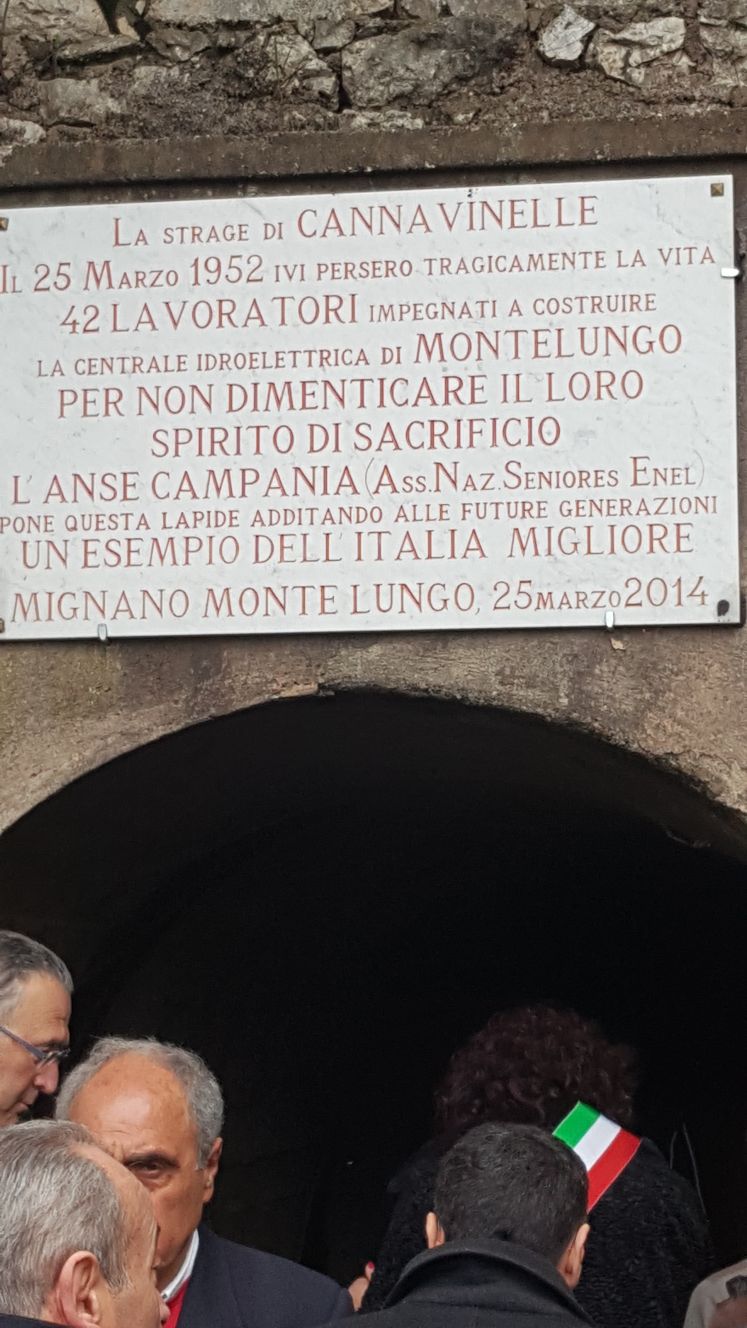 LA STRAGE DI CANNAVINELLE
IL 25 MARZO 1952 IVI PERSERO TRAGICAMENTE LA VITA
42 LAVORATORI IMPEGNATI A COSTRUIRE
LA CENTRALE IDROELETTRICA DI MONTELUNGO
PER NON DIMENTICARE IL LORO
SPIRITO DI SACRIFICIO
L'ANSE CAMPANIA (ASS.NAZ.SENIORES ENEL)
PONE QUESTA LAPIDE ADDITANDO ALLE FUTURE GENERAZIONI
UN ESEMPIO DELL'ITALIA MIGLIORE
MIGNANO MONTE LUNGO, 25 MARZO 2014